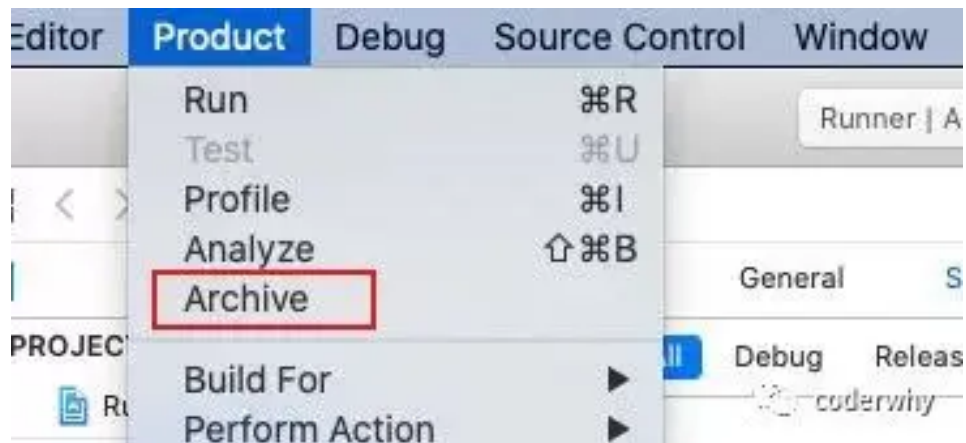 Editor Product Debug Source Control Window
Run ⌘R
Runner | A
Test ⌘U
Profile ⌘I
Analyze ⇧⌘B
Archive
General S
PROJEC
All Debug Releas
Build For
Ru
coderwhy
Perform Action